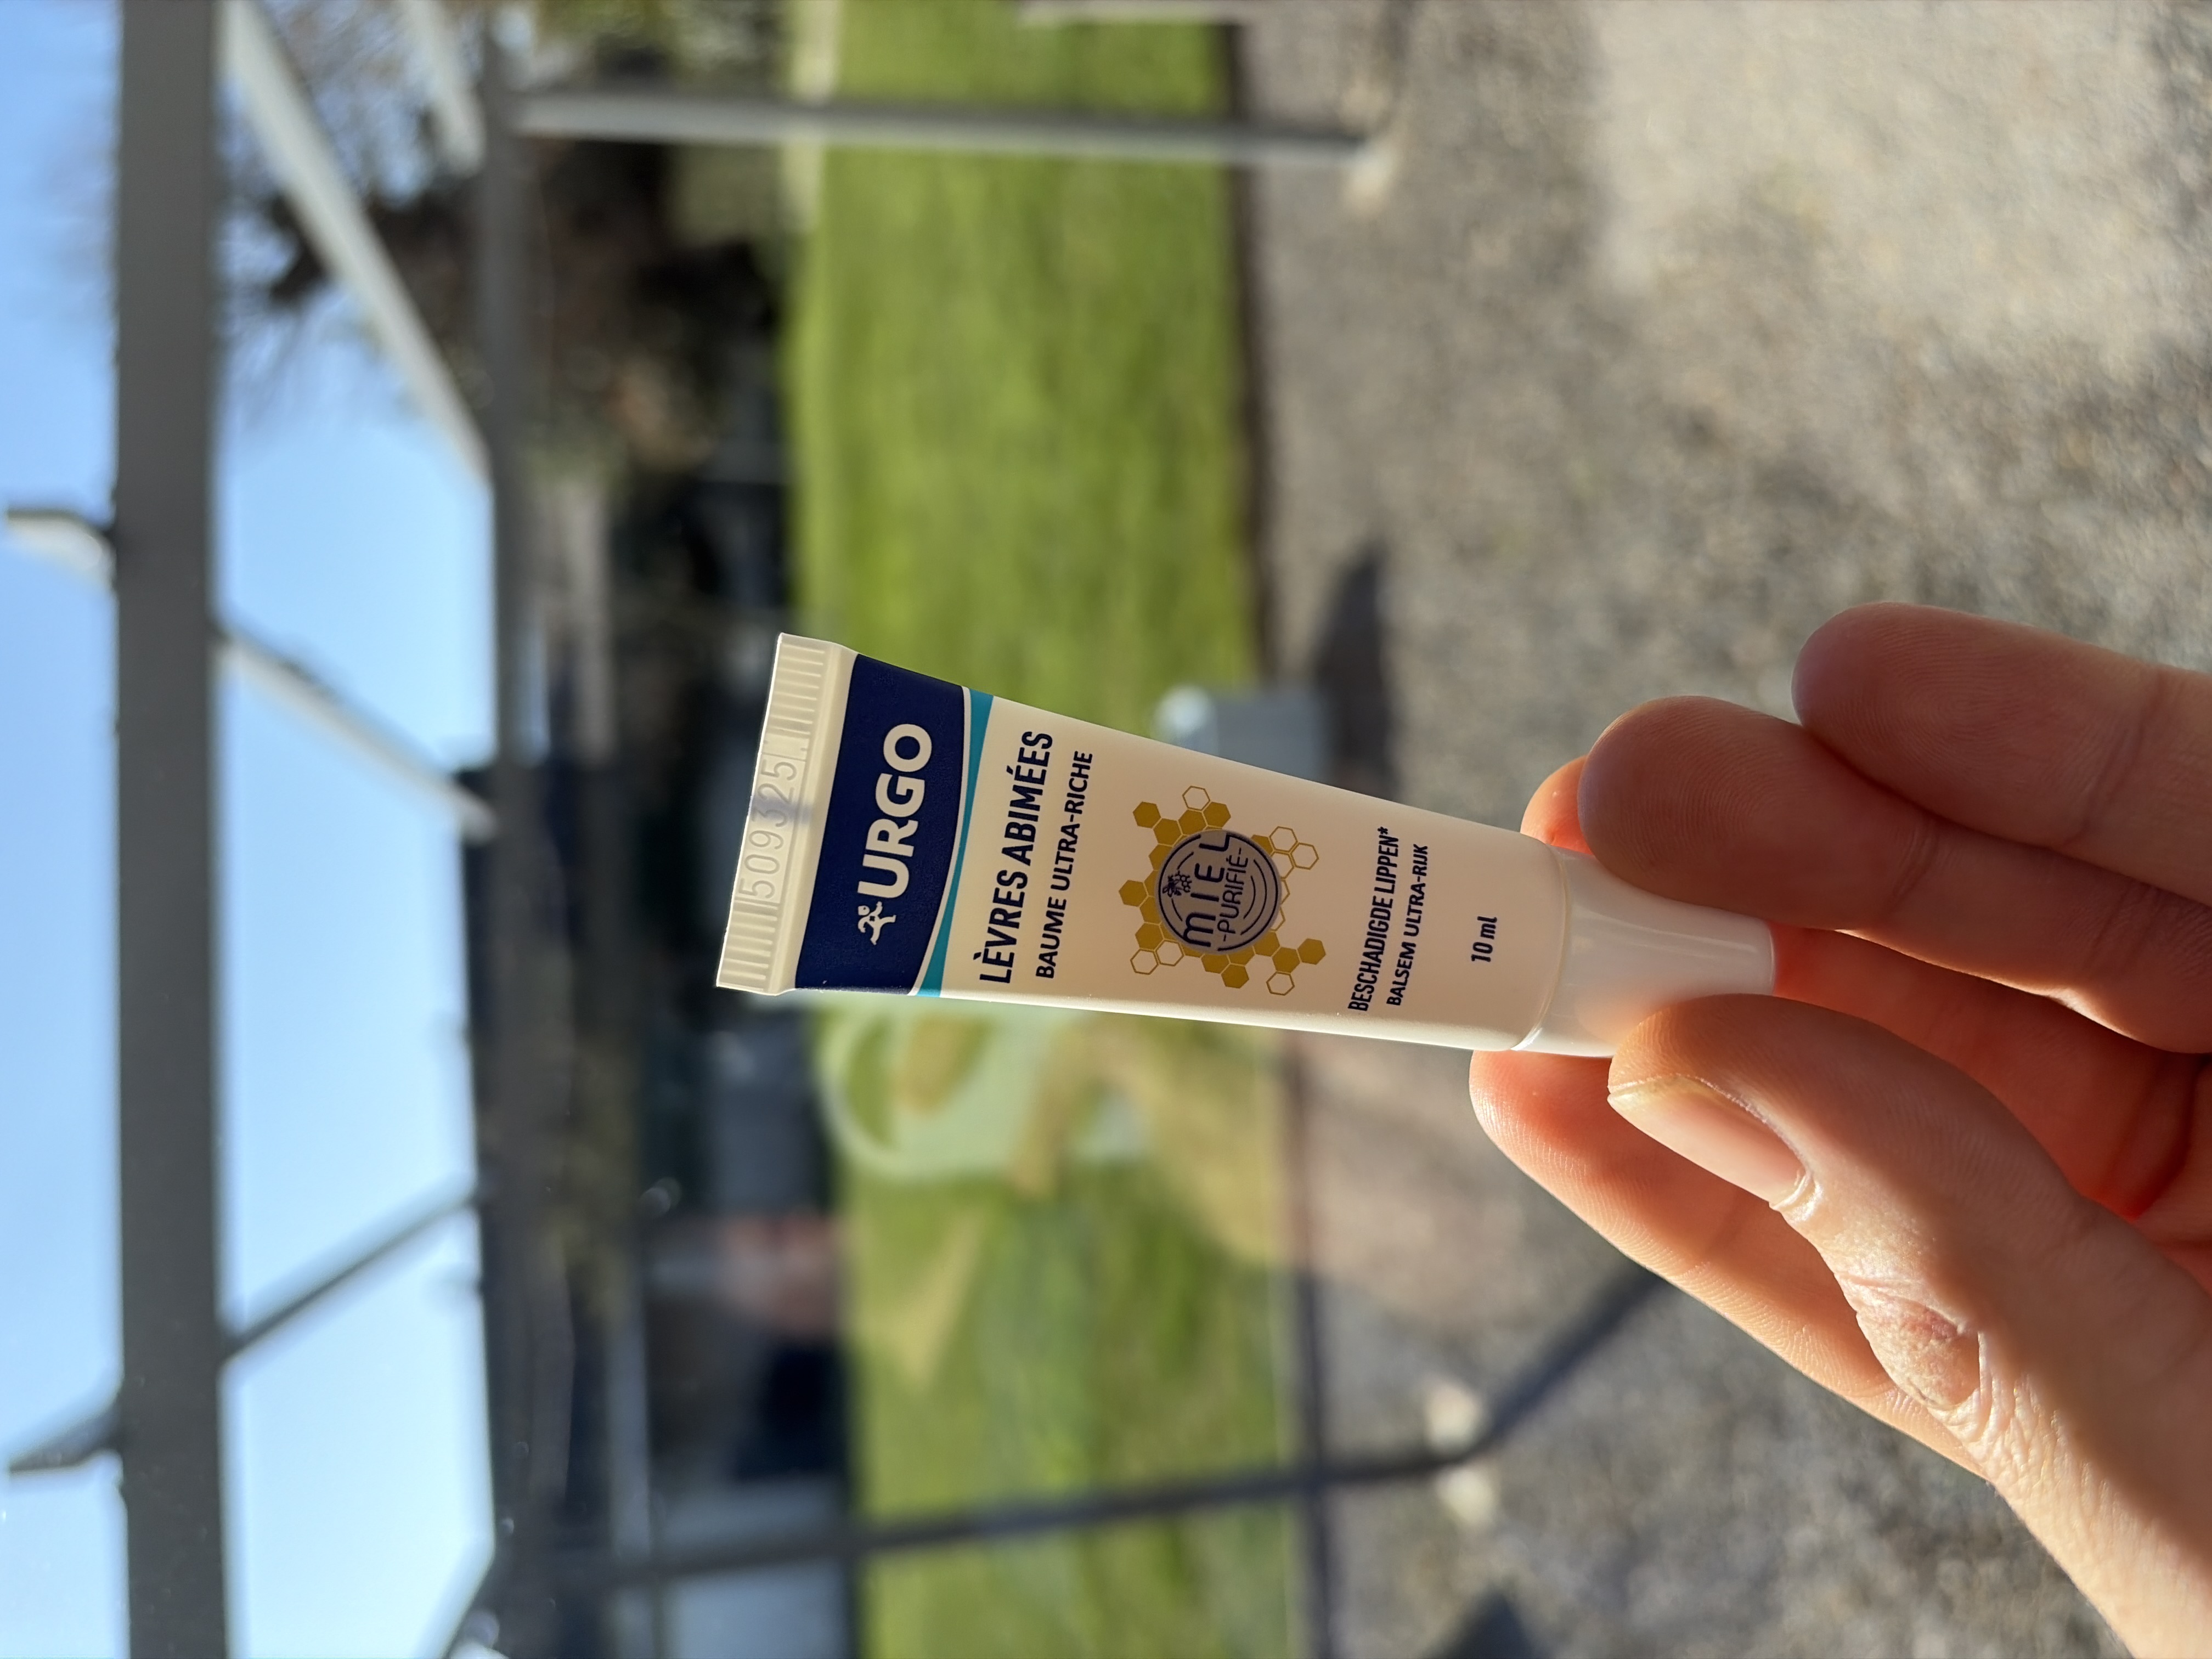 509325
URGO
LÈVRES ABIMÉES
BAUME ULTRA-RICHE
MIEL
-PURIFIÉ-
BESCHADIGDE LIPPEN*
BALSEM ULTRA-RIJK
10 ml